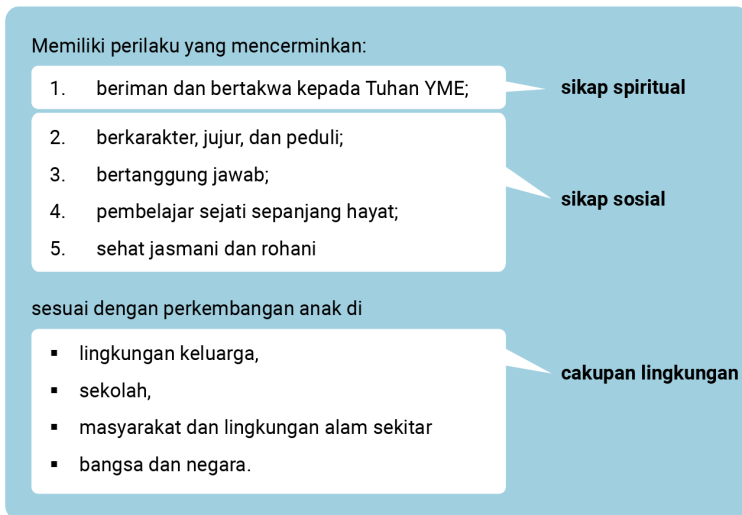 Memiliki perilaku yang mencerminkan:
1. beriman dan bertakwa kepada Tuhan YME;
sikap spiritual
2. berkarakter, jujur, dan peduli;
3. bertanggung jawab;
4. pembelajar sejati sepanjang hayat;
5. sehat jasmani dan rohani
sikap sosial
sesuai dengan perkembangan anak di
▪ lingkungan keluarga,
▪ sekolah,
▪ masyarakat dan lingkungan alam sekitar
▪ bangsa dan negara.
cakupan lingkungan